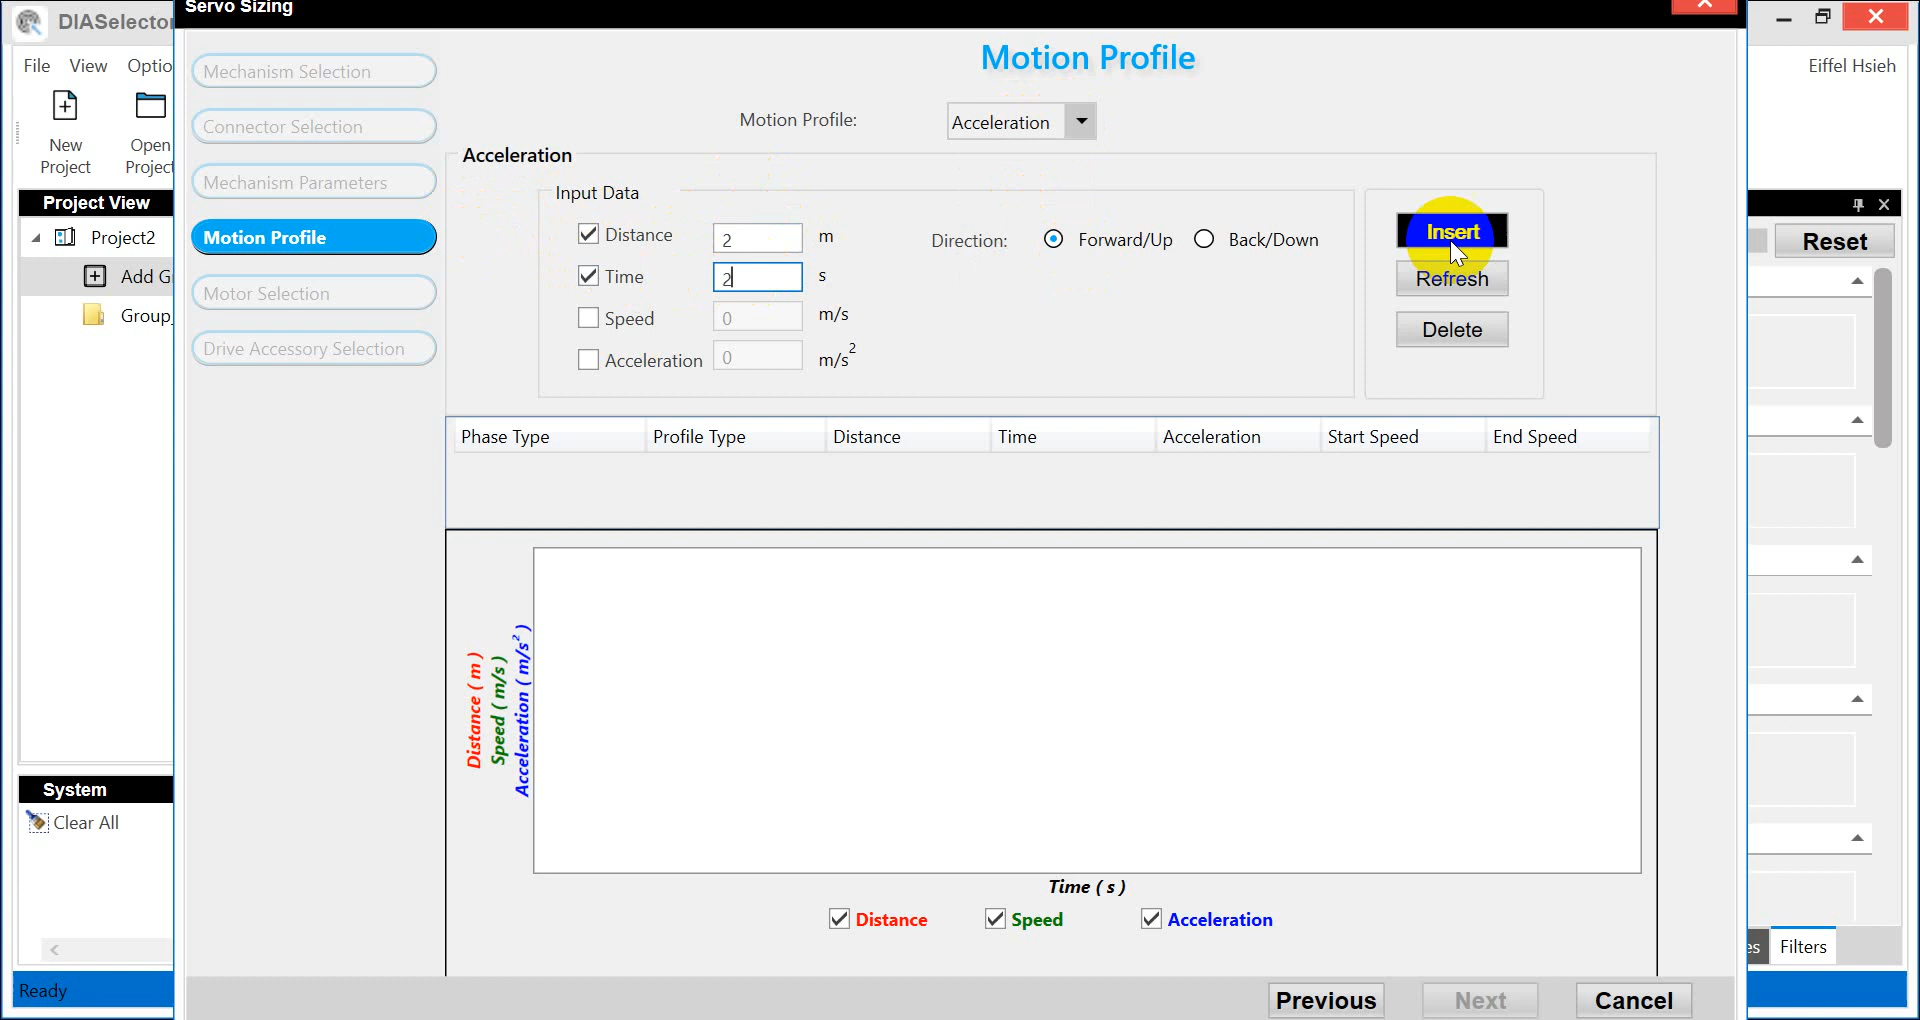 Servo Sizing
DIASelector
File View Optio
Eiffel Hsieh
New
Project
Open
Project
Project View
Project2
Add G
Group_
System
Clear All
Ready
Mechanism Selection
Connector Selection
Mechanism Parameters
Motion Profile
Motor Selection
Drive Accessory Selection
Motion Profile
Motion Profile: Acceleration
Acceleration
Input Data
Distance 2 m
Time 2 s
Speed 0 m/s
Acceleration 0 m/s²
Direction: Forward/Up Back/Down
Insert
Refresh
Delete
Phase Type Profile Type Distance Time Acceleration Start Speed End Speed
Distance ( m )
Speed ( m/s )
Acceleration ( m/s² )
Time ( s )
Distance Speed Acceleration
Previous Next Cancel
Reset
es Filters